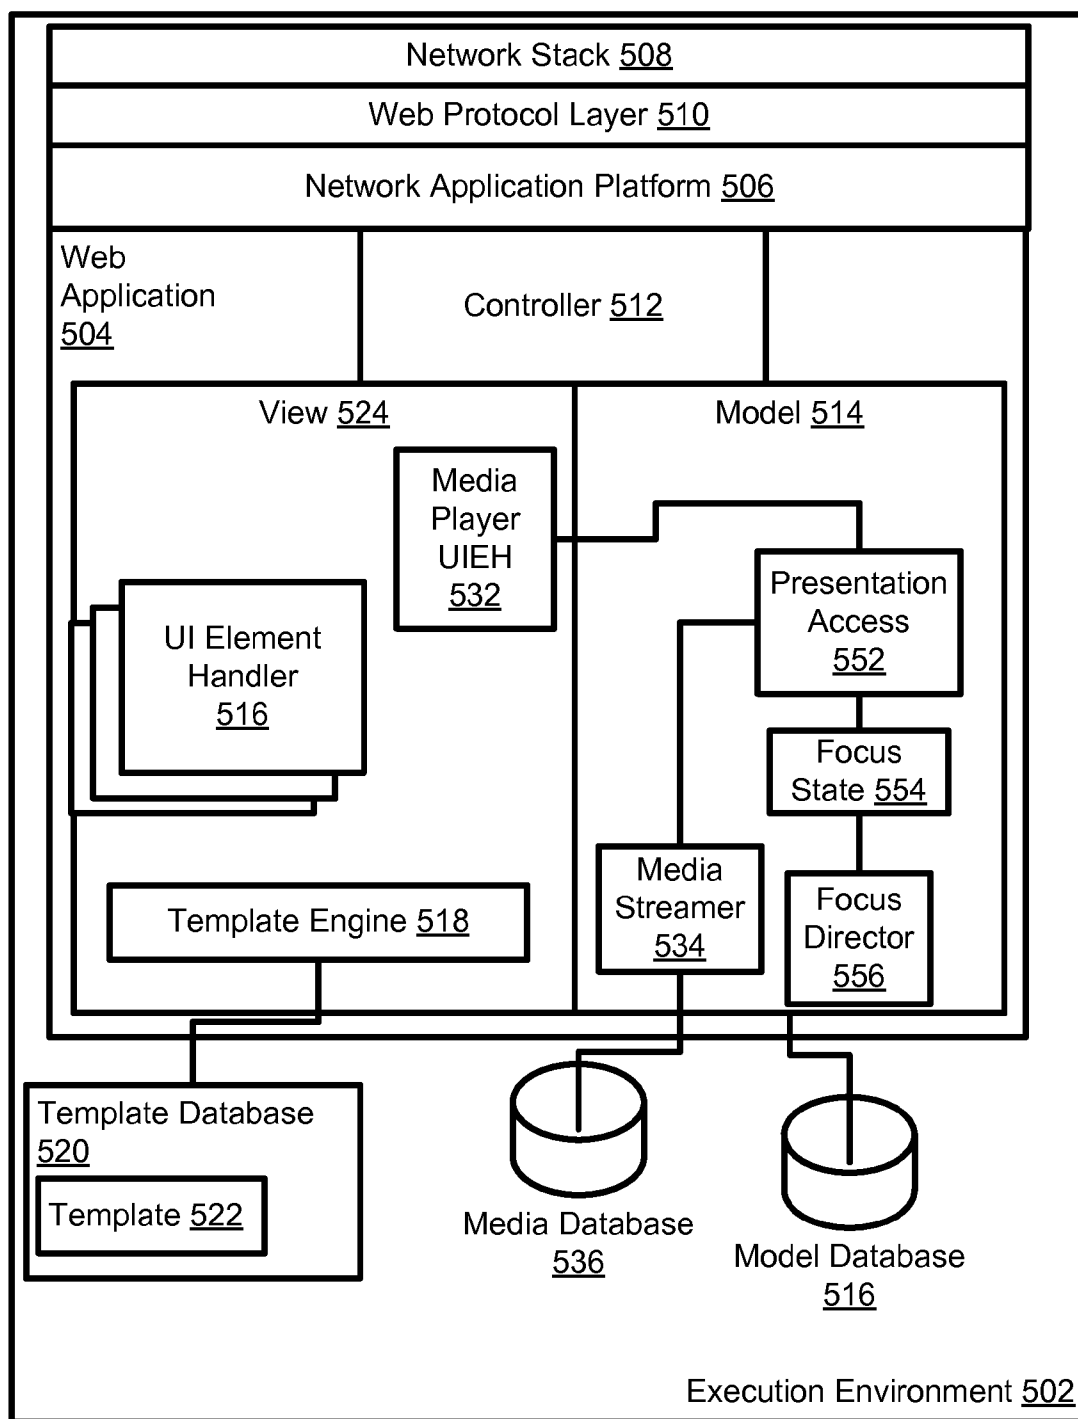 Network Stack 508
Web Protocol Layer 510
Network Application Platform 506
Web
Application
504
Controller 512
View 524
Model 514
Media
Player
UIEH
532
Presentation
Access
552
UI Element
Handler
516
Focus
State 554
Media
Streamer
534
Focus
Director
556
Template Engine 518
Template Database
520
Template 522
Media Database
536
Model Database
516
Execution Environment 502